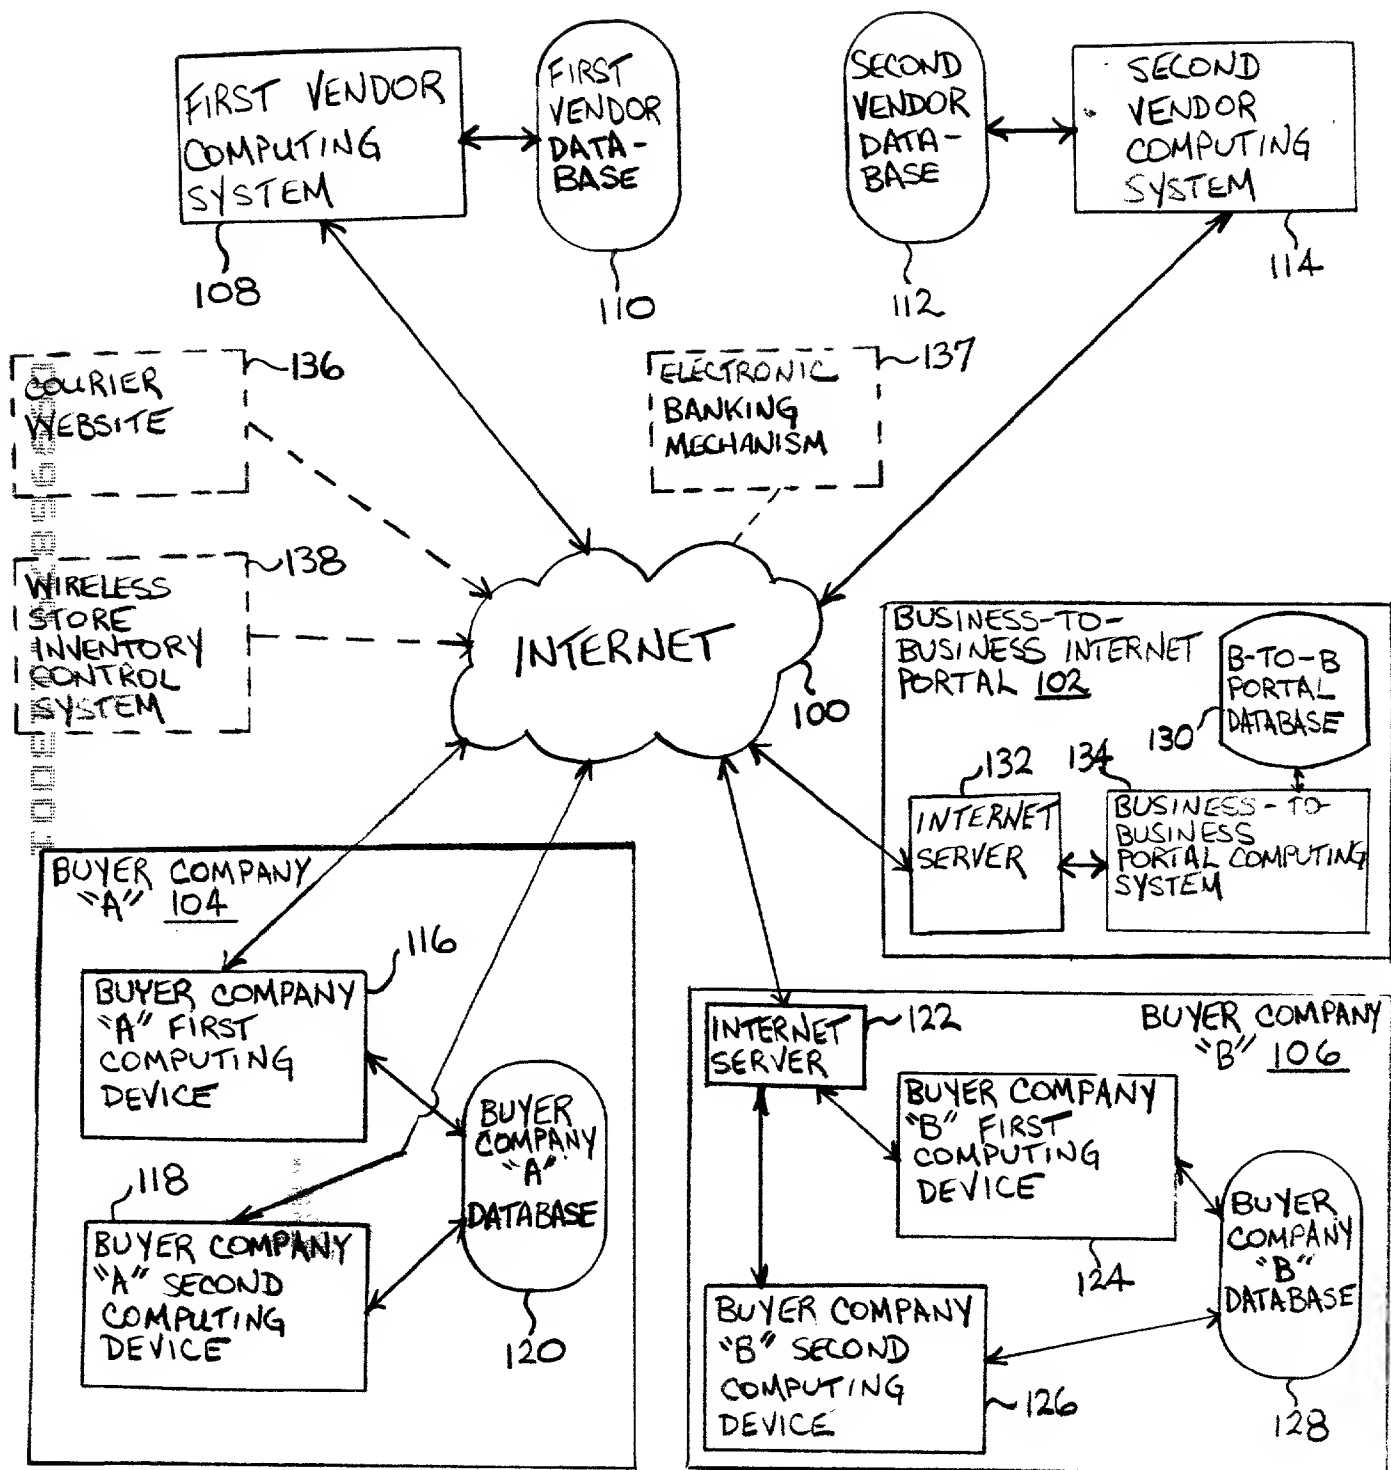 FIRST VENDOR
COMPUTING
SYSTEM
108
FIRST
VENDOR
DATA-
BASE
110
SECOND
VENDOR
DATA-
BASE
112
SECOND
VENDOR
COMPUTING
SYSTEM
114
COURIER
WEBSITE
136
ELECTRONIC
BANKING
MECHANISM
137
WIRELESS
STORE
INVENTORY
CONTROL
SYSTEM
138
INTERNET
100
BUSINESS-TO-
BUSINESS INTERNET
PORTAL 102
B-TO-B
PORTAL
DATABASE
130
132
INTERNET
SERVER
134
BUSINESS-TO-
BUSINESS
PORTAL COMPUTING
SYSTEM
BUYER COMPANY
"A" 104
116
BUYER COMPANY
"A" FIRST
COMPUTING
DEVICE
118
BUYER COMPANY
"A" SECOND
COMPUTING
DEVICE
BUYER
COMPANY
"A"
DATABASE
120
BUYER COMPANY
"B" 106
INTERNET
SERVER
122
BUYER COMPANY
"B" FIRST
COMPUTING
DEVICE
124
BUYER COMPANY
"B" SECOND
COMPUTING
DEVICE
126
BUYER
COMPANY
"B"
DATABASE
128